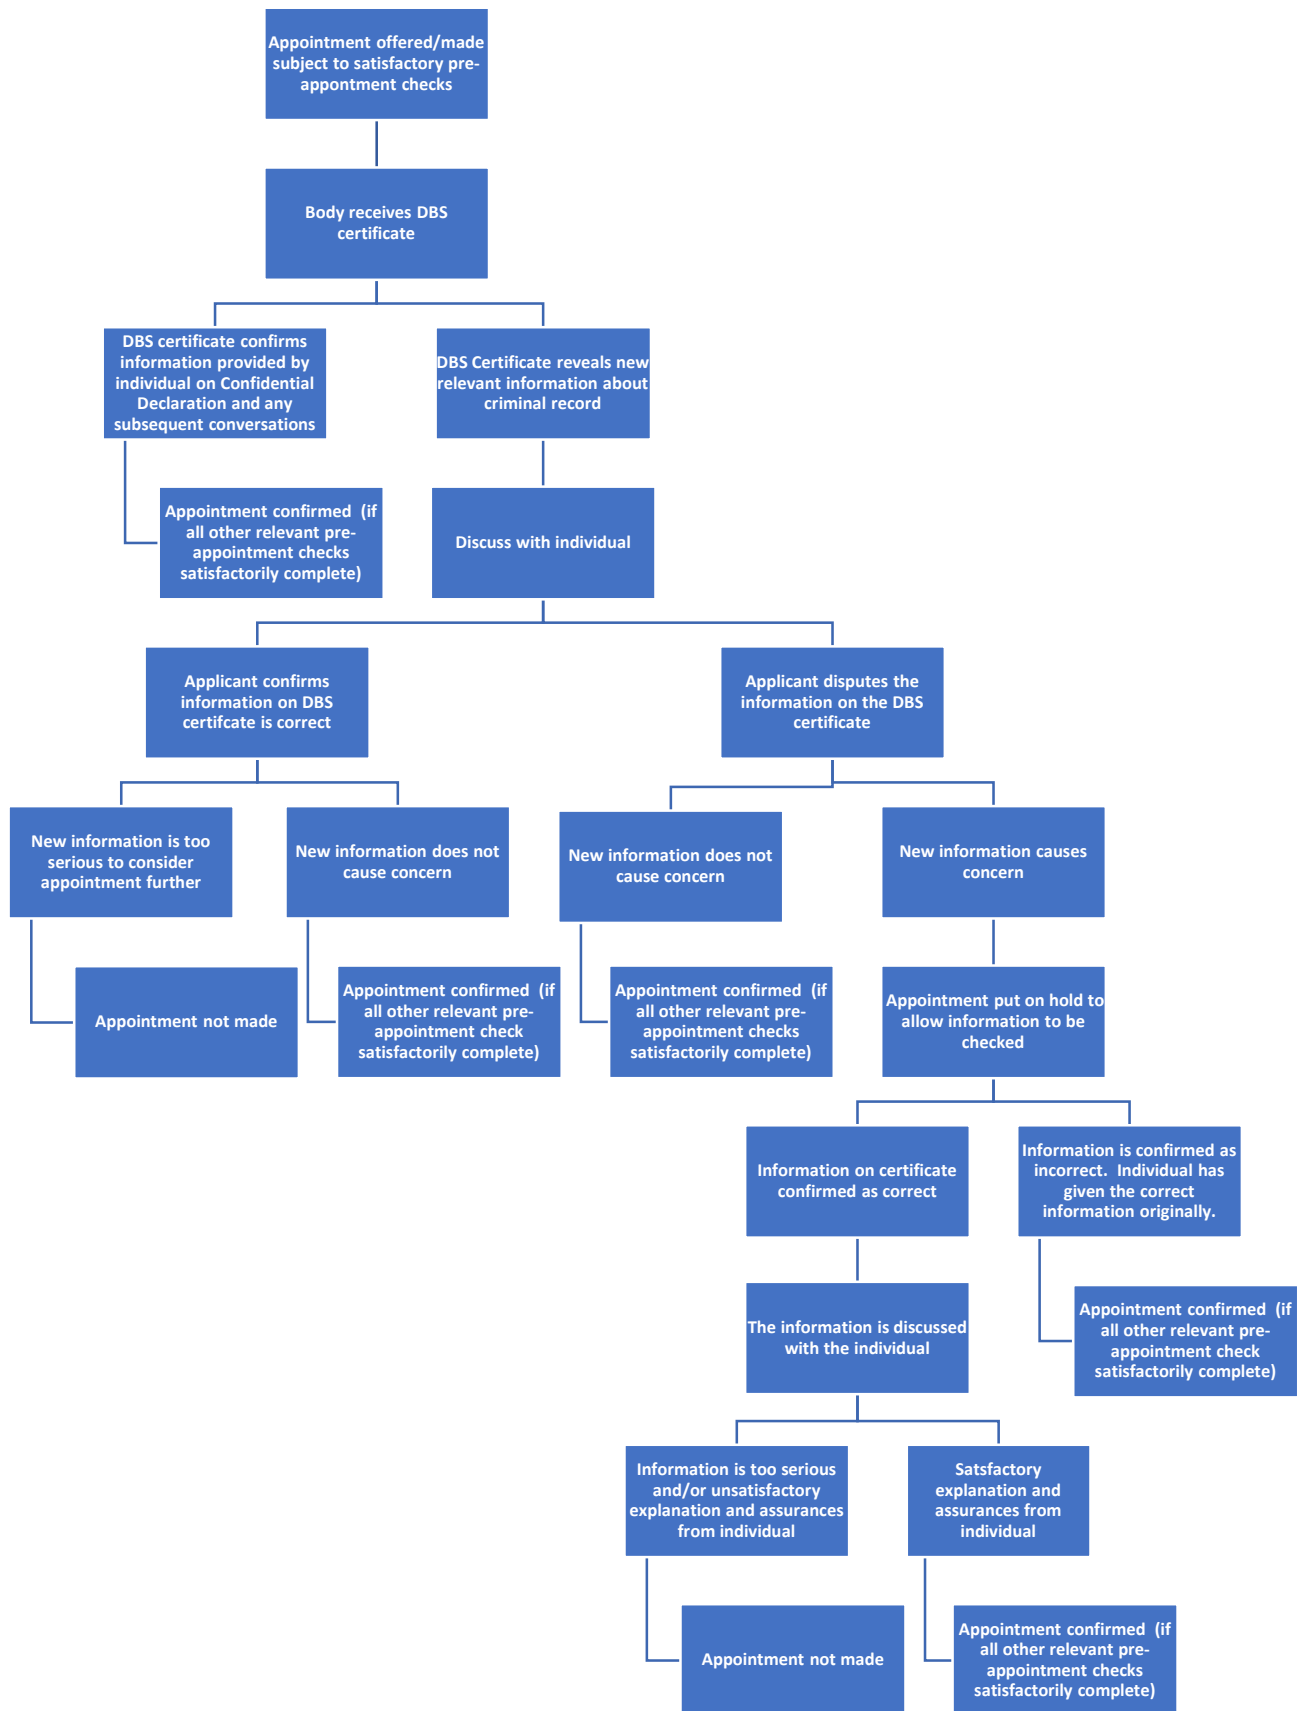 Appointment offered/made
subject to satisfactory pre-
appontment checks
Body receives DBS
certificate
DBS certificate confirms
information provided by
individual on Confidential
Declaration and any
subsequent conversations
DBS Certificate reveals new
relevant information about
criminal record
Appointment confirmed (if
all other relevant pre-
appointment checks
satisfactorily complete)
Discuss with individual
Applicant confirms
information on DBS
certifcate is correct
Applicant disputes the
information on the DBS
certificate
New information is too
serious to consider
appointment further
New information does not
cause concern
New information does not
cause concern
New information causes
concern
Appointment not made
Appointment confirmed (if
all other relevant pre-
appointment check
satisfactorily complete)
Appointment confirmed (if
all other relevant pre-
appointment checks
satisfactorily complete)
Appointment put on hold to
allow information to be
checked
Information on certificate
confirmed as correct
Information is confirmed as
incorrect. Individual has
given the correct
information originally.
The information is discussed
with the individual
Appointment confirmed (if
all other relevant pre-
appointment check
satisfactorily complete)
Information is too serious
and/or unsatisfactory
explanation and assurances
from individual
Satsfactory
explanation and
assurances from
individual
Appointment not made
Appointment confirmed (if
all other relevant pre-
appointment checks
satisfactorily complete)